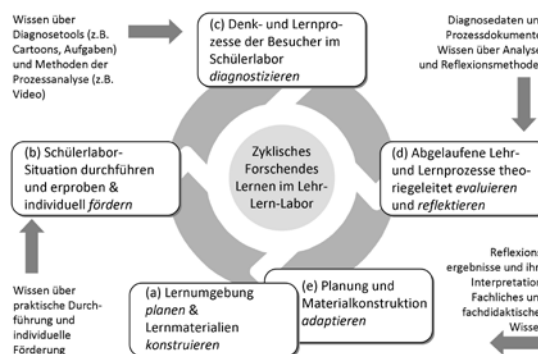 Wissen über
Diagnosetools (z.B.
Cartoons, Aufgaben)
und Methoden der
Prozessanalyse (z.B.
Video)
(c) Denk- und Lernpro-
zesse der Besucher im
Schülerlabor
diagnostizieren
Diagnosedaten un
Prozessdokumente
Wissen über Analyse
und Reflexionsmethode
(b) Schülerlabor-
Situation durchführen
und erproben &
individuell fördern
Zyklisches
Forschendes
Lernen im Lehr-
Lern-Labor
(d) Abgelaufene Lehr-
und Lernprozesse theo-
riegeleitet evaluieren
und reflektieren
Wissen über
praktische Durch-
führung und
individuelle
Förderung
(a) Lernumgebung
planen &
Lernmaterialien
konstruieren
(e) Planung und
Materialkonstruktion
adaptieren
Reflexions
ergebnisse und ihr
Interpretation
Fachliches un
fachdidaktische
Wisse